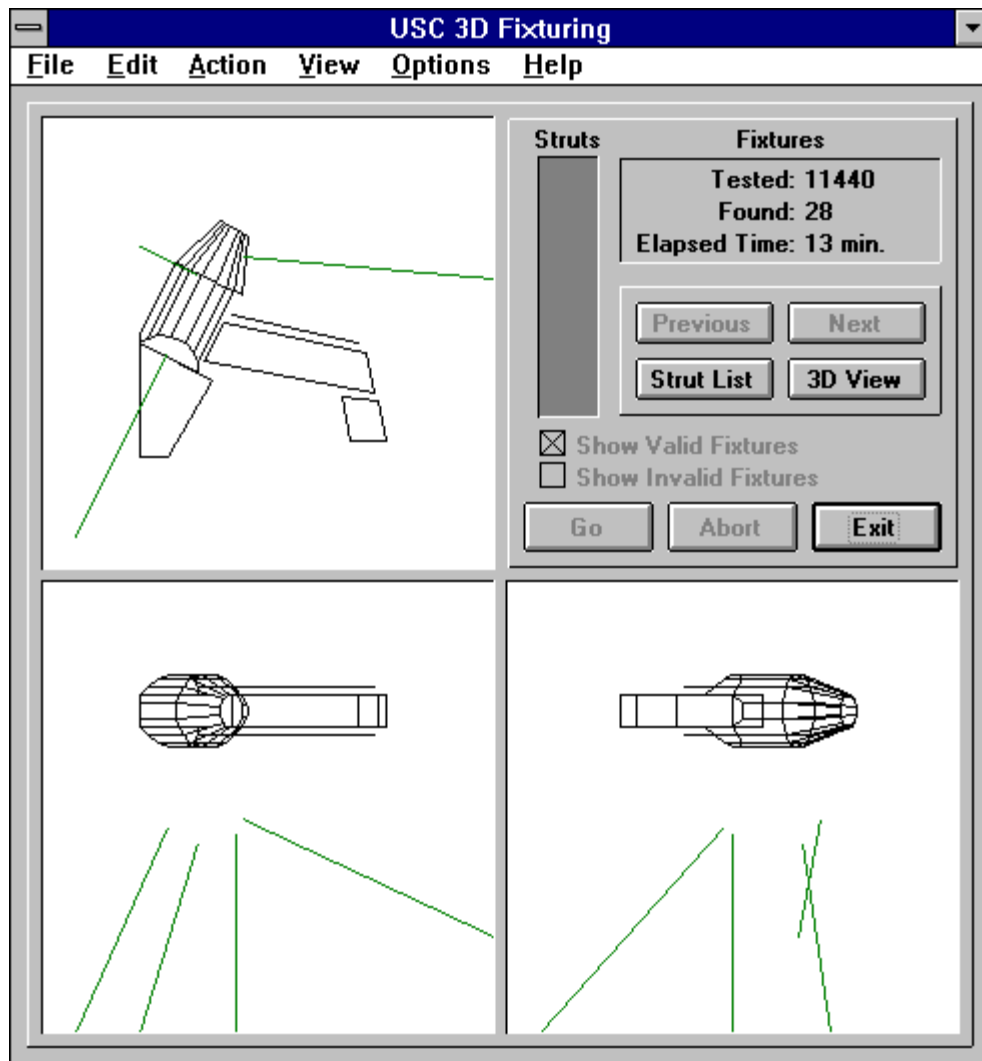 USC 3D Fixturing
File Edit Action View Options Help
Struts
Fixtures
Tested: 11440
Found: 28
Elapsed Time: 13 min.
Previous Next
Strut List 3D View
Show Valid Fixtures
Show Invalid Fixtures
Go Abort Exit